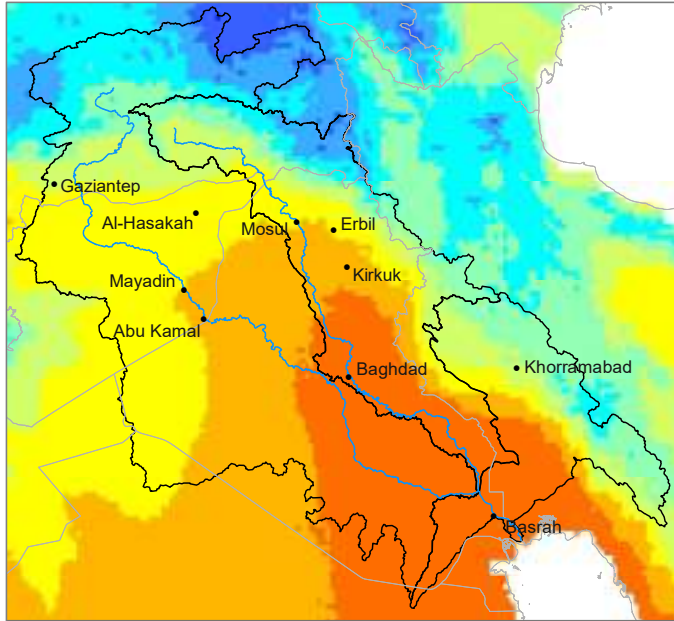 Gaziantep
Al-Hasakah
Mosul
Erbil
Kirkuk
Mayadin
Abu Kamal
Baghdad
Khorramabad
Basrah